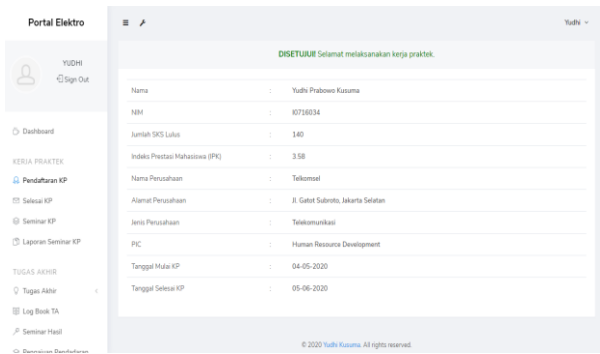 Portal Elektro
Yudhi
YUDHI
Sign Out
Dashboard
KERJA PRAKTEK
Pendaftaran KP
Selesai KP
Seminar KP
Laporan Seminar KP
TUGAS AKHIR
Tugas Akhir
Log Book TA
Seminar Hasil
Pengajuan Pendadaran
DISETUJUI! Selamat melaksanakan kerja praktek.
Nama : Yudhi Prabowo Kusuma
NIM : I0716034
Jumlah SKS Lulus : 140
Indeks Prestasi Mahasiswa (IPK) : 3.58
Nama Perusahaan : Telkomsel
Alamat Perusahaan : Jl. Gatot Subroto, Jakarta Selatan
Jenis Perusahaan : Telekomunikasi
PIC : Human Resource Development
Tanggal Mulai KP : 04-05-2020
Tanggal Selesai KP : 05-06-2020
© 2020 Yudhi Kusuma. All rights reserved.